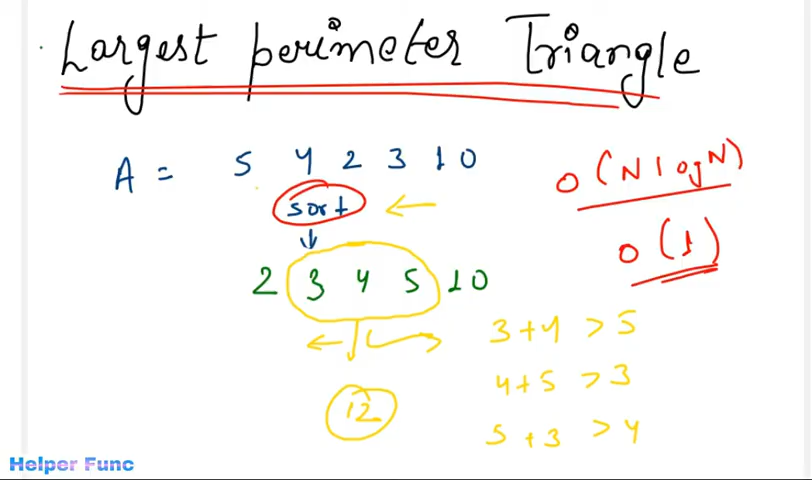 Largest perimeter Triangle
A = 5 4 2 3 10
O(N log N)
sort
O(1)
2 3 4 5 10
3+4 > 5
4+5 > 3
12
5+3 > 4
Helper Func